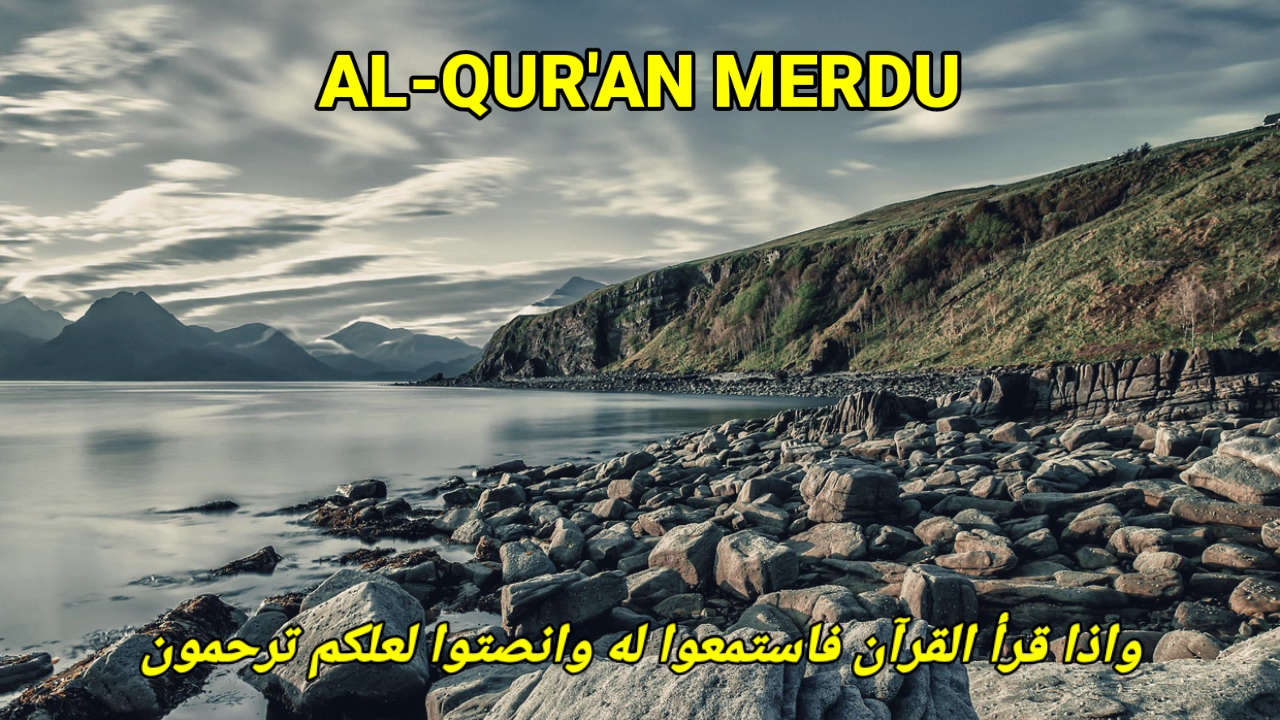 AL-QUR'AN MERDU
واذا قرأ القرآن فاستمعوا له وانصتوا لعلكم ترحمون